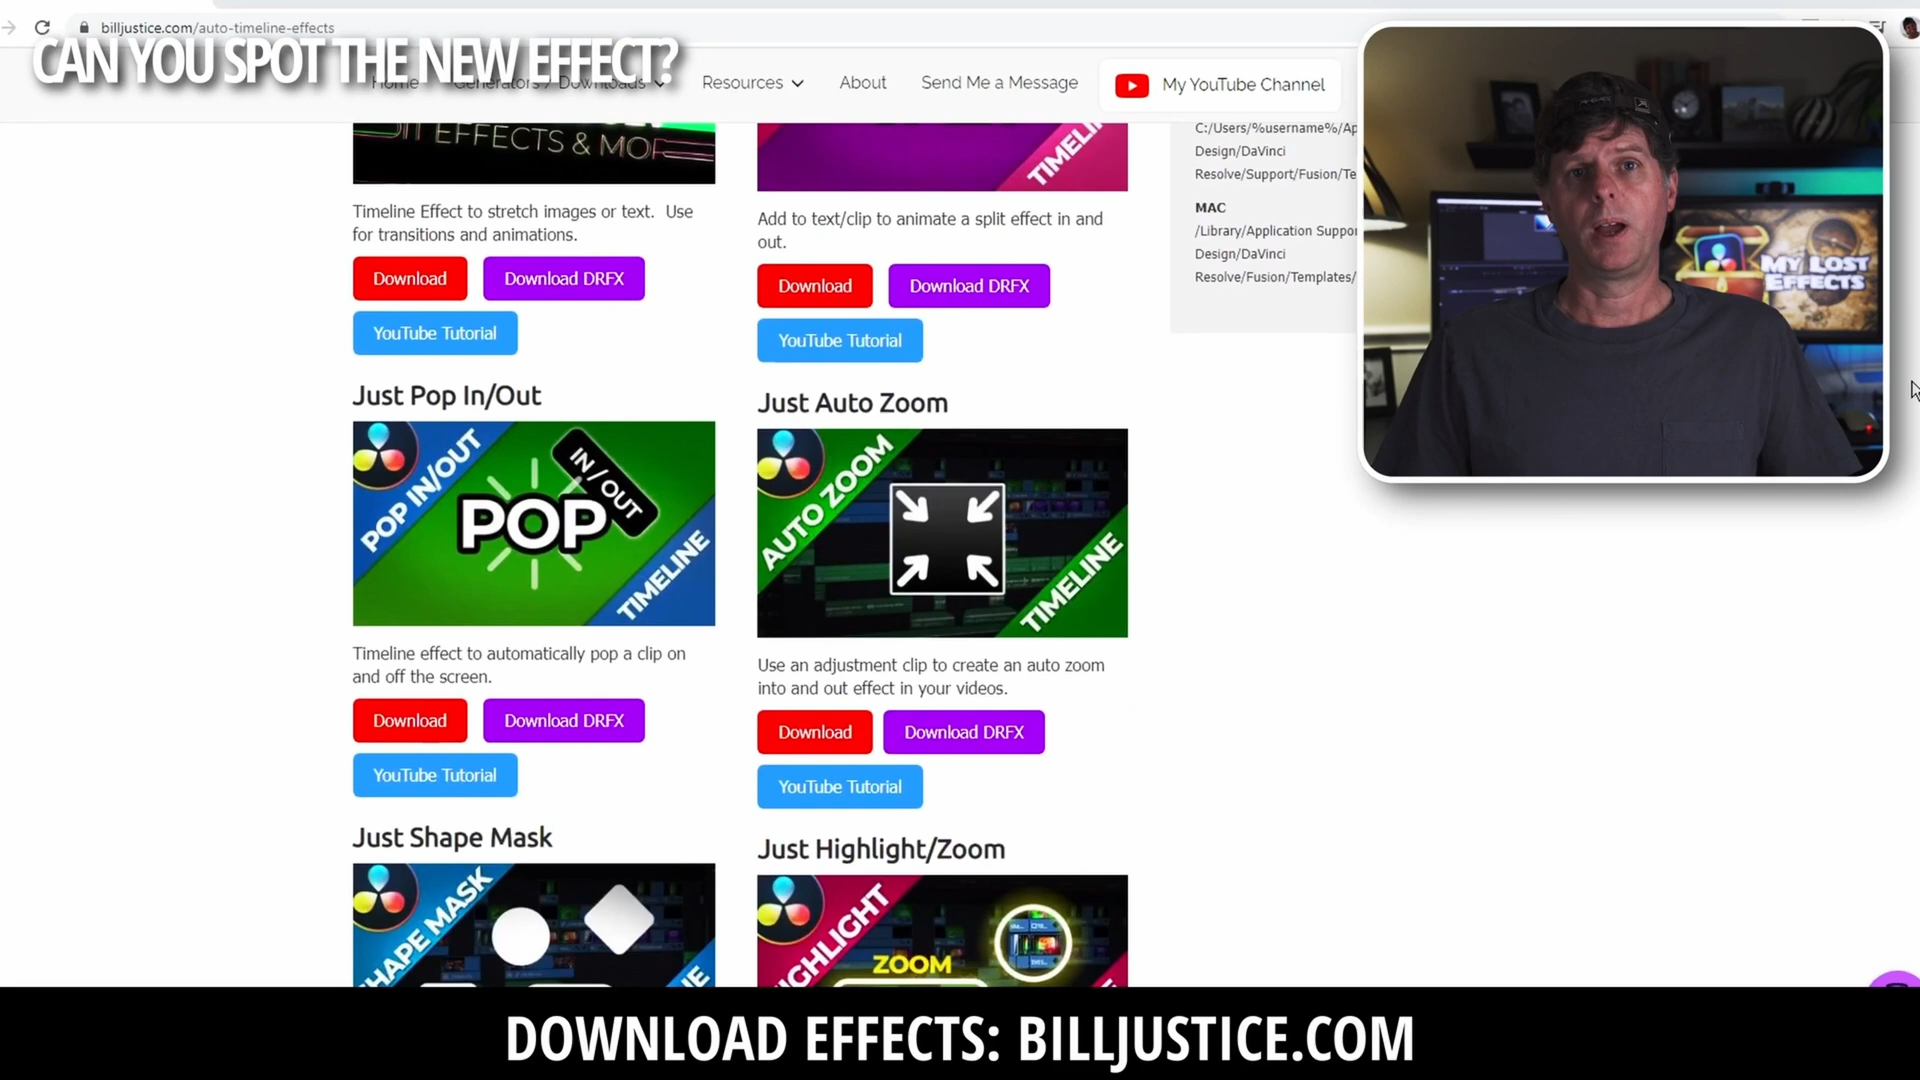 billjustice.com/auto-timeline-effects
CAN YOU SPOT THE NEW EFFECT?
Home
Generators / Downloads
Resources
About
Send Me a Message
My YouTube Channel
EFFECTS & MOR
TIMELI
C:/Users/%username%/Ap
Design/DaVinci
Resolve/Support/Fusion/Te
MAC
/Library/Application Suppor
Design/DaVinci
Resolve/Fusion/Templates/
MY LOST
EFFECTS
Timeline Effect to stretch images or text. Use
for transitions and animations.
Download
Download DRFX
YouTube Tutorial
Add to text/clip to animate a split effect in and
out.
Download
Download DRFX
YouTube Tutorial
Just Pop In/Out
POP IN/OUT
POP
IN / OUT
TIMELINE
Timeline effect to automatically pop a clip on
and off the screen.
Download
Download DRFX
YouTube Tutorial
Just Auto Zoom
AUTO ZOOM
TIMELINE
Use an adjustment clip to create an auto zoom
into and out effect in your videos.
Download
Download DRFX
YouTube Tutorial
Just Shape Mask
HAPE MASK
NE
Just Highlight/Zoom
IGHLIGHT
ZOOM
DOWNLOAD EFFECTS: BILLJUSTICE.COM